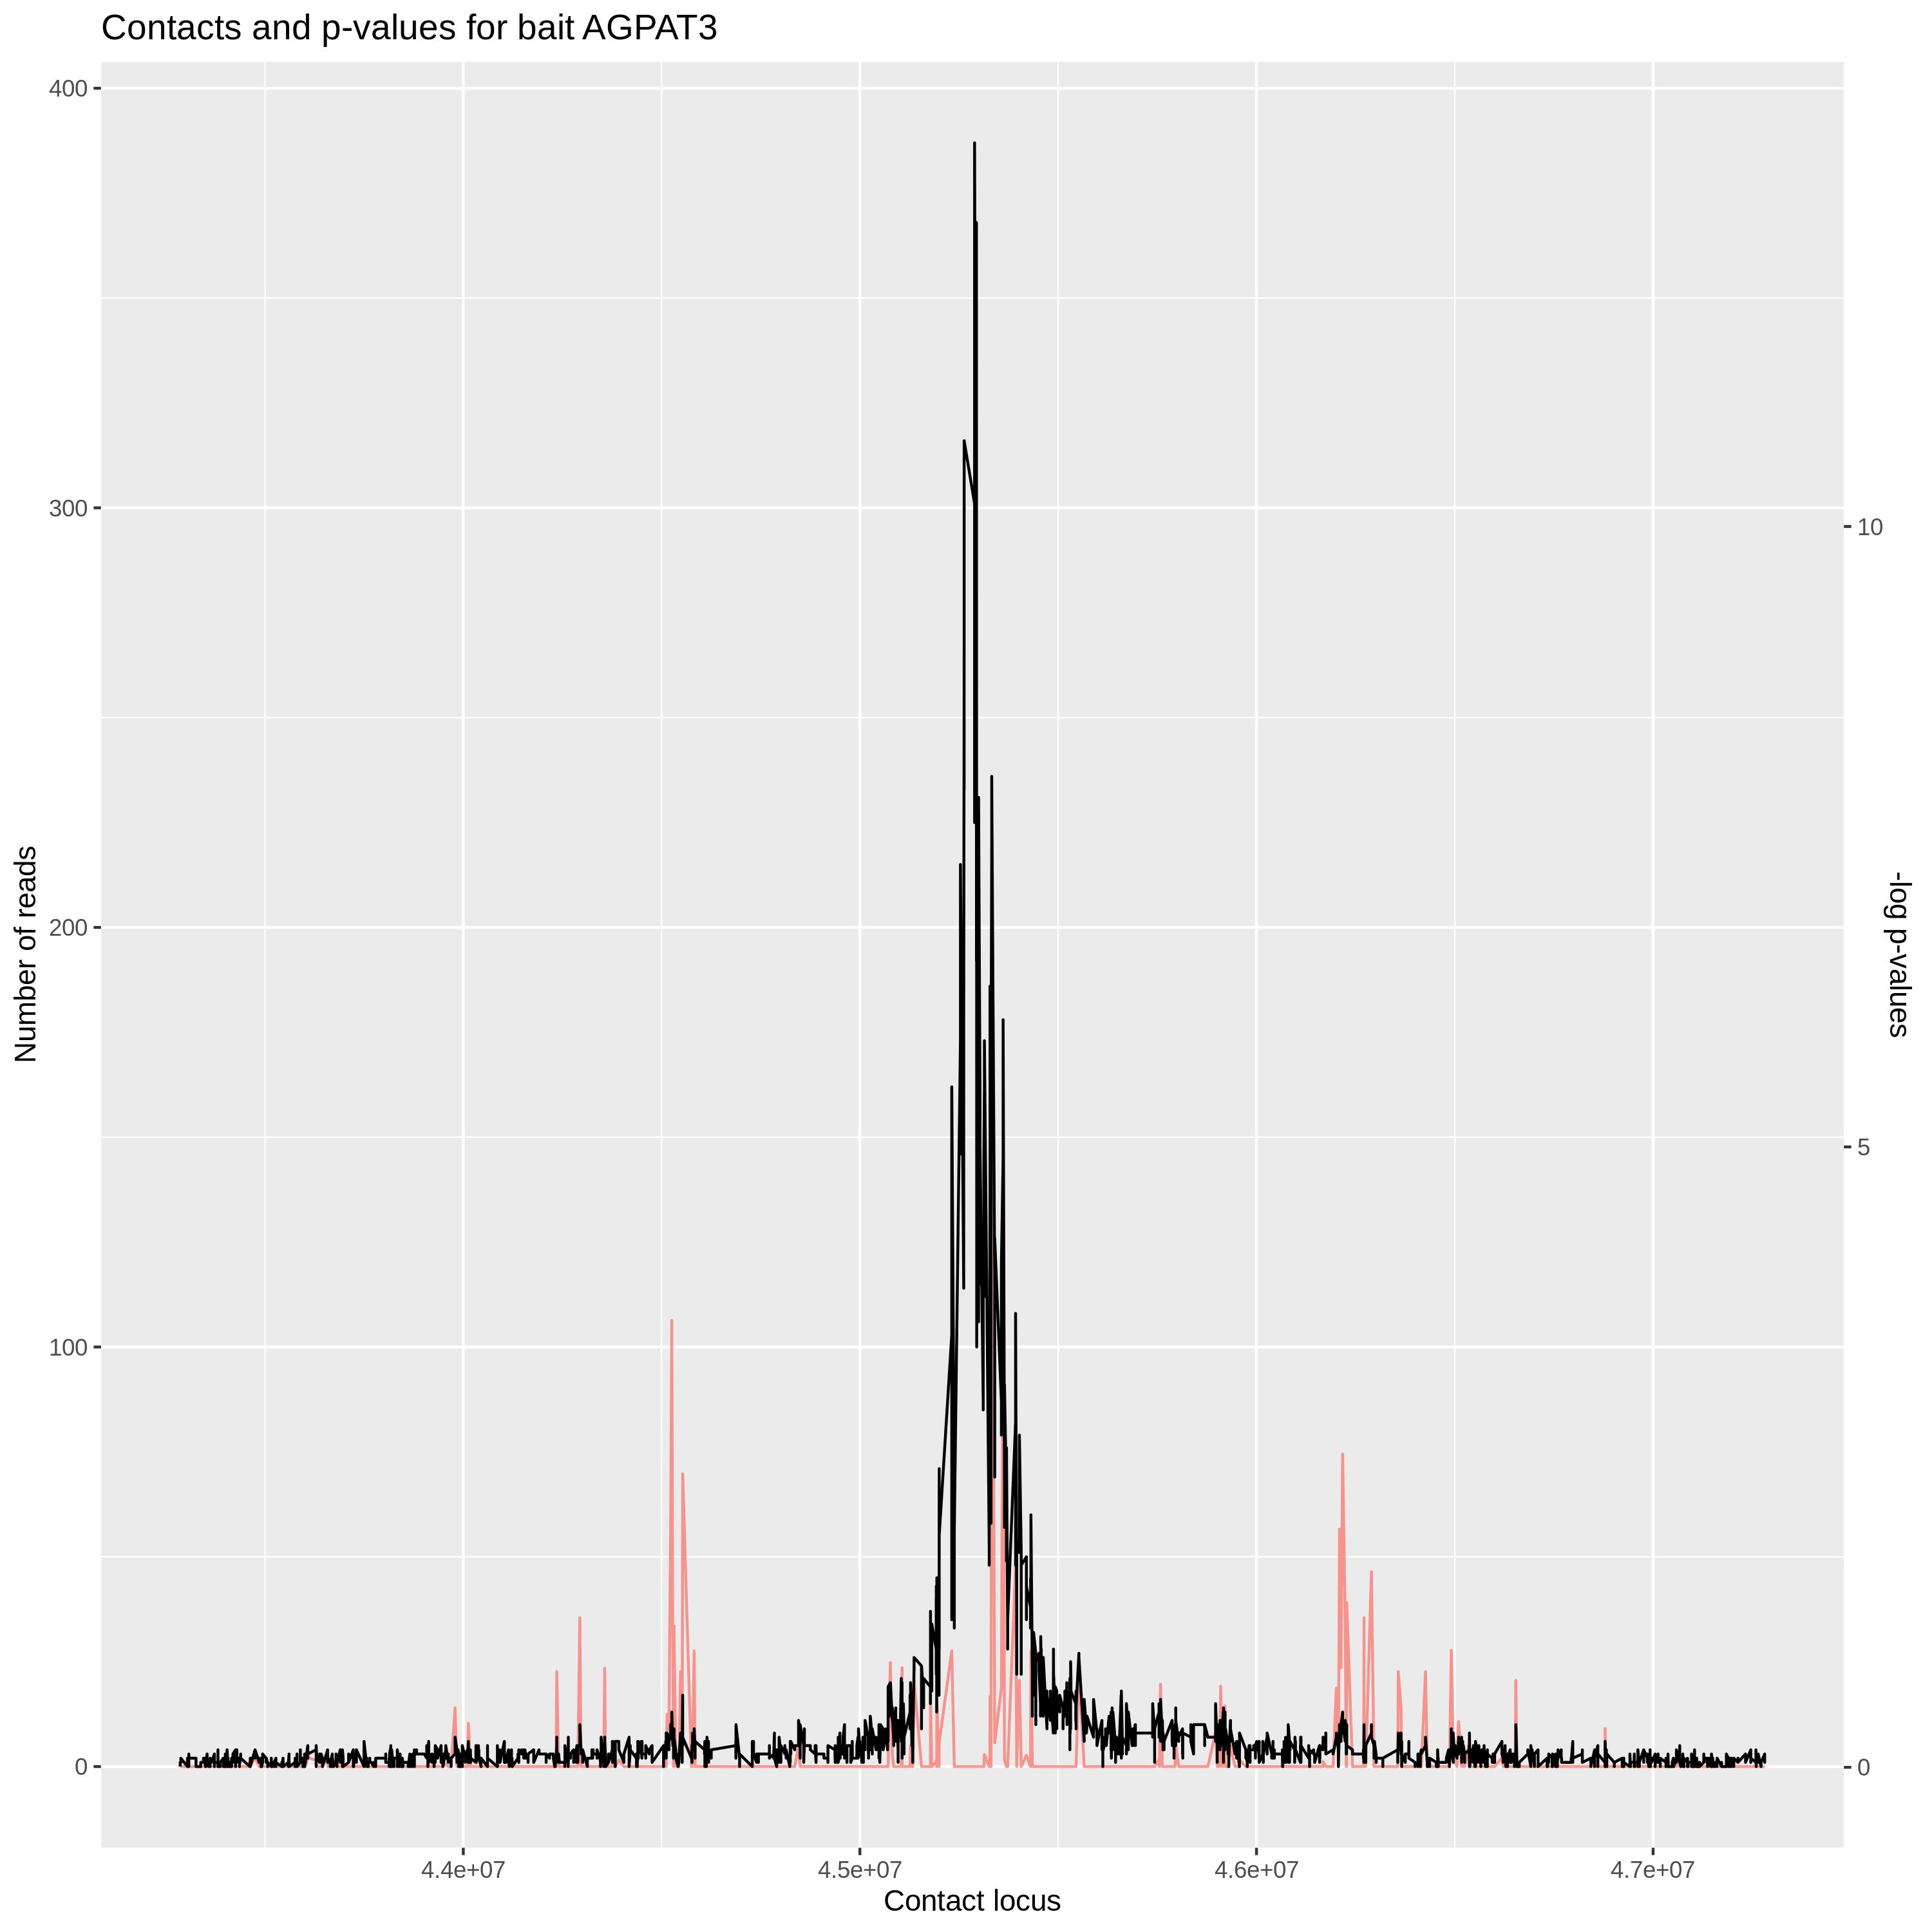 Contacts and p-values for bait AGPAT3
400
300
200
100
0
Number of reads
10
5
0
-log p-values
4.4e+07
4.5e+07
4.6e+07
4.7e+07
Contact locus